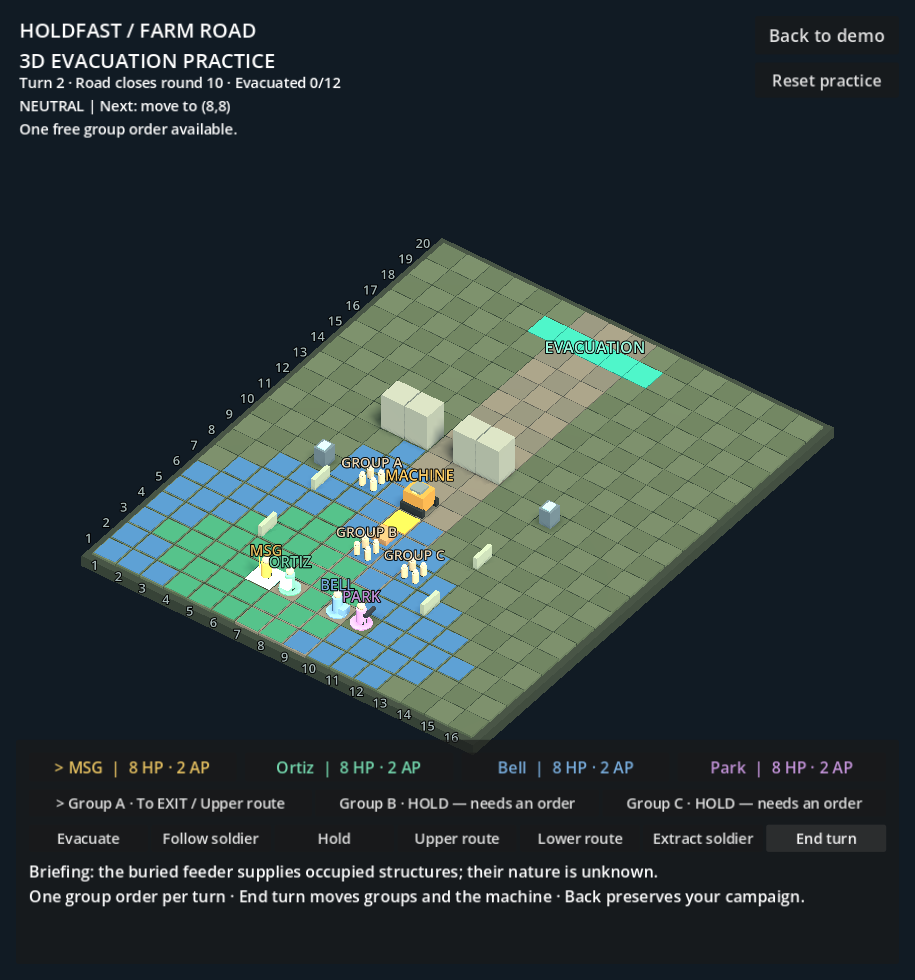 HOLDFAST / FARM ROAD
Back to demo
3D EVACUATION PRACTICE
Reset practice
Turn 2 · Road closes round 10 · Evacuated 0/12
NEUTRAL | Next: move to (8,8)
One free group order available.
20
19
18
17
16
15
14
13
12
11
10
9
8
7
6
5
4
3
2
1
EVACUATION
GROUP A
MACHINE
GROUP B
GROUP C
MSG
ORTIZ
BELL
PARK
1
2
3
4
5
6
7
8
9
10
11
12
13
14
15
16
> MSG | 8 HP · 2 AP
Ortiz | 8 HP · 2 AP
Bell | 8 HP · 2 AP
Park | 8 HP · 2 AP
> Group A · To EXIT / Upper route
Group B · HOLD — needs an order
Group C · HOLD — needs an order
Evacuate
Follow soldier
Hold
Upper route
Lower route
Extract soldier
End turn
Briefing: the buried feeder supplies occupied structures; their nature is unknown.
One group order per turn · End turn moves groups and the machine · Back preserves your campaign.